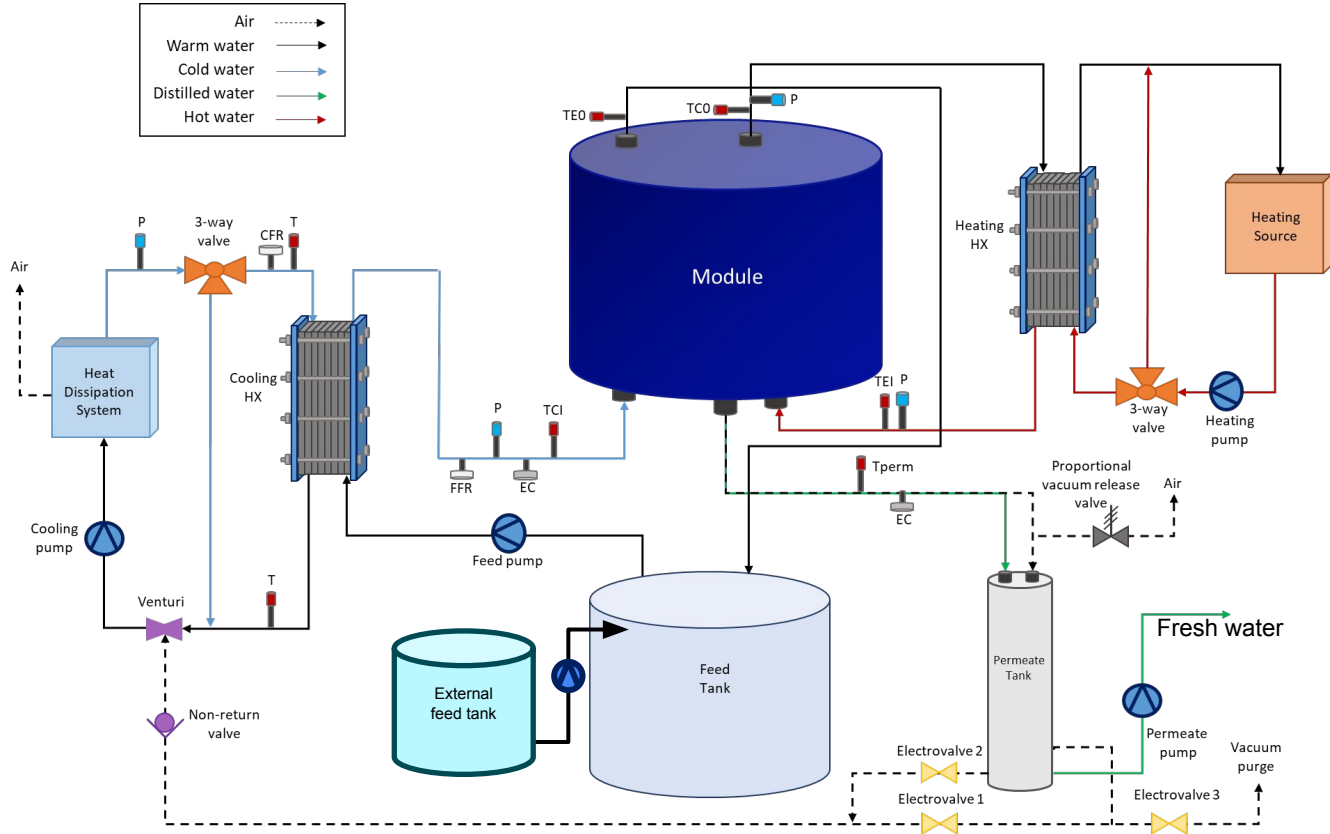 Air
Warm water
Cold water
Distilled water
Hot water
TEO
TCO
P
P
3-way
valve
CFR
T
Air
Heat
Dissipation
System
Cooling
HX
Module
Heating
HX
Heating
Source
P
TCI
FFR
EC
TEI
P
3-way
valve
Heating
pump
Tperm
EC
Proportional
vacuum release
valve
Air
Cooling
pump
Feed pump
Venturi
T
External
feed tank
Feed
Tank
Permeate
Tank
Fresh water
Permeate
pump
Non-return
valve
Electrovalve 2
Electrovalve 1
Electrovalve 3
Vacuum
purge